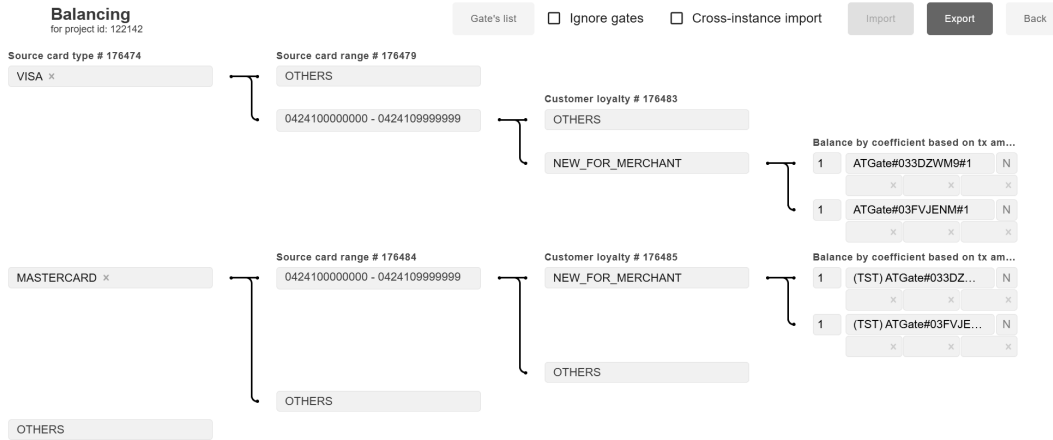 Balancing
for project id: 122142
Gate's list
Ignore gates
Cross-instance import
Import
Export
Back
Source card type # 176474
Source card range # 176479
VISA ×
OTHERS
Customer loyalty # 176483
0424100000000 - 0424109999999
OTHERS
Balance by coefficient based on tx am...
NEW_FOR_MERCHANT
1 ATGate#033DZWM9#1 N
× × ×
1 ATGate#03FVJENM#1 N
× × ×
Source card range # 176484
Customer loyalty # 176485
Balance by coefficient based on tx am...
MASTERCARD ×
0424100000000 - 0424109999999
NEW_FOR_MERCHANT
1 (TST) ATGate#033DZ... N
× × ×
1 (TST) ATGate#03FVJE... N
× × ×
OTHERS
OTHERS
OTHERS